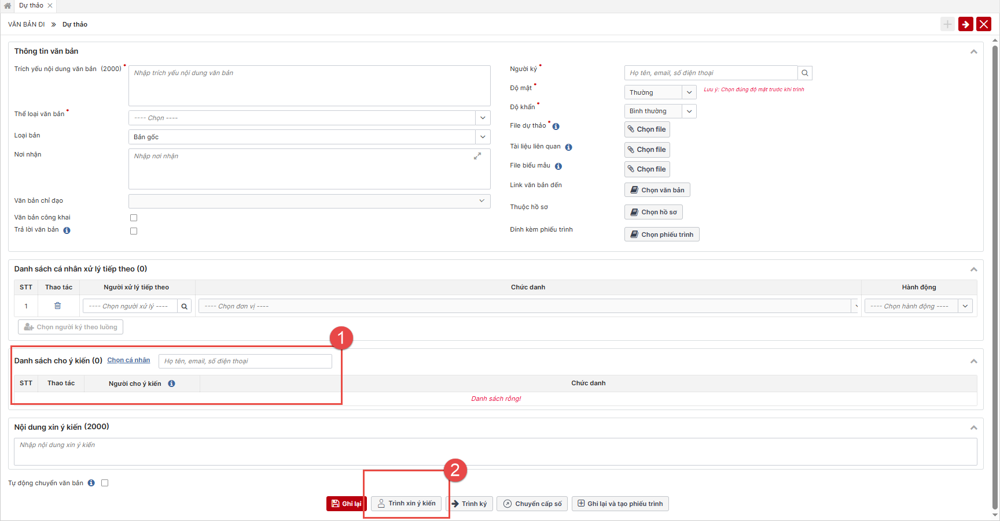 Dự thảo
VĂN BẢN ĐI » Dự thảo
Thông tin văn bản
Trích yếu nội dung văn bản (2000) *
Nhập trích yếu nội dung văn bản
Thể loại văn bản *
---- Chọn ----
Loại bản
Bản gốc
Nơi nhận
Nhập nơi nhận
Văn bản chỉ đạo
Văn bản công khai
Trả lời văn bản
Người ký *
Họ tên, email, số điện thoại
Độ mật *
Thường
Lưu ý: Chọn đúng độ mật trước khi trình
Độ khẩn *
Bình thường
File dự thảo *
Chọn file
Tài liệu liên quan
Chọn file
File biểu mẫu
Chọn file
Link văn bản đến
Chọn văn bản
Thuộc hồ sơ
Chọn hồ sơ
Đính kèm phiếu trình
Chọn phiếu trình
Danh sách cá nhân xử lý tiếp theo (0)
STT Thao tác Người xử lý tiếp theo Chức danh Hành động
1 ---- Chọn người xử lý ---- ---- Chọn đơn vị ---- ---- Chọn hành động ----
Chọn người ký theo luồng
1
Danh sách cho ý kiến (0) Chọn cá nhân Họ tên, email, số điện thoại
STT Thao tác Người cho ý kiến Chức danh
Danh sách rỗng!
Nội dung xin ý kiến (2000)
Nhập nội dung xin ý kiến
2
Tự động chuyển văn bản
Ghi lại Trình xin ý kiến Trình ký Chuyển cấp số Ghi lại và tạo phiếu trình